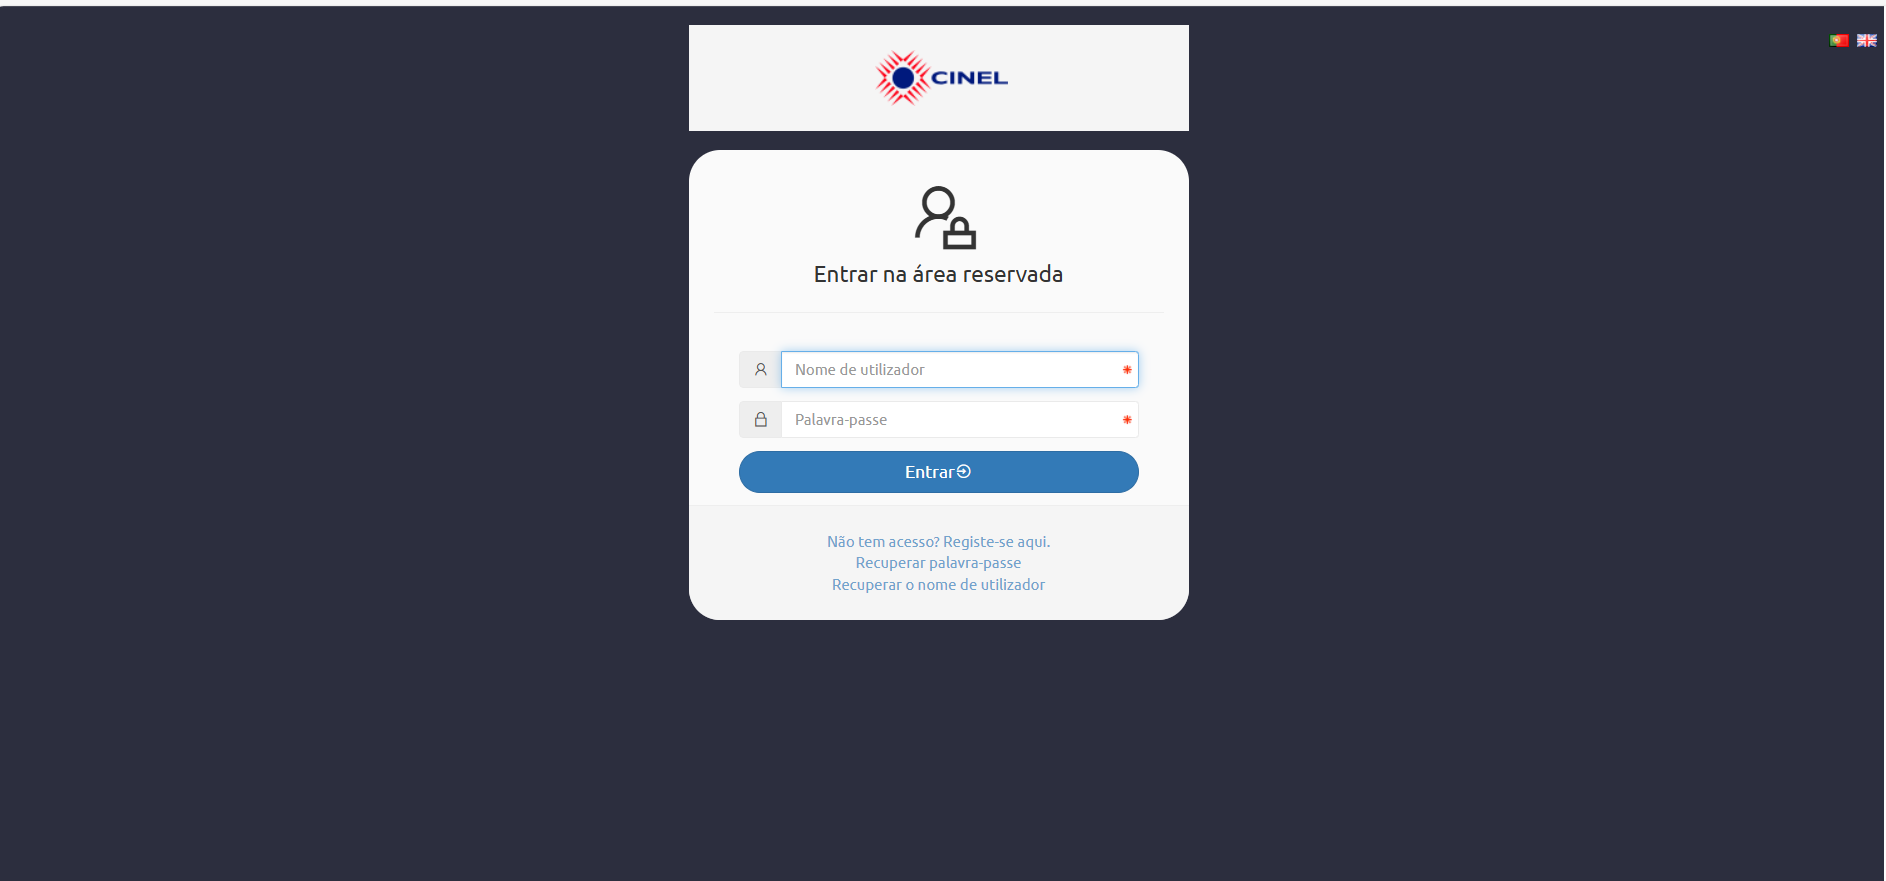 CINEL
Entrar na área reservada
Nome de utilizador
Palavra-passe
Entrar
Não tem acesso? Registe-se aqui.
Recuperar palavra-passe
Recuperar o nome de utilizador